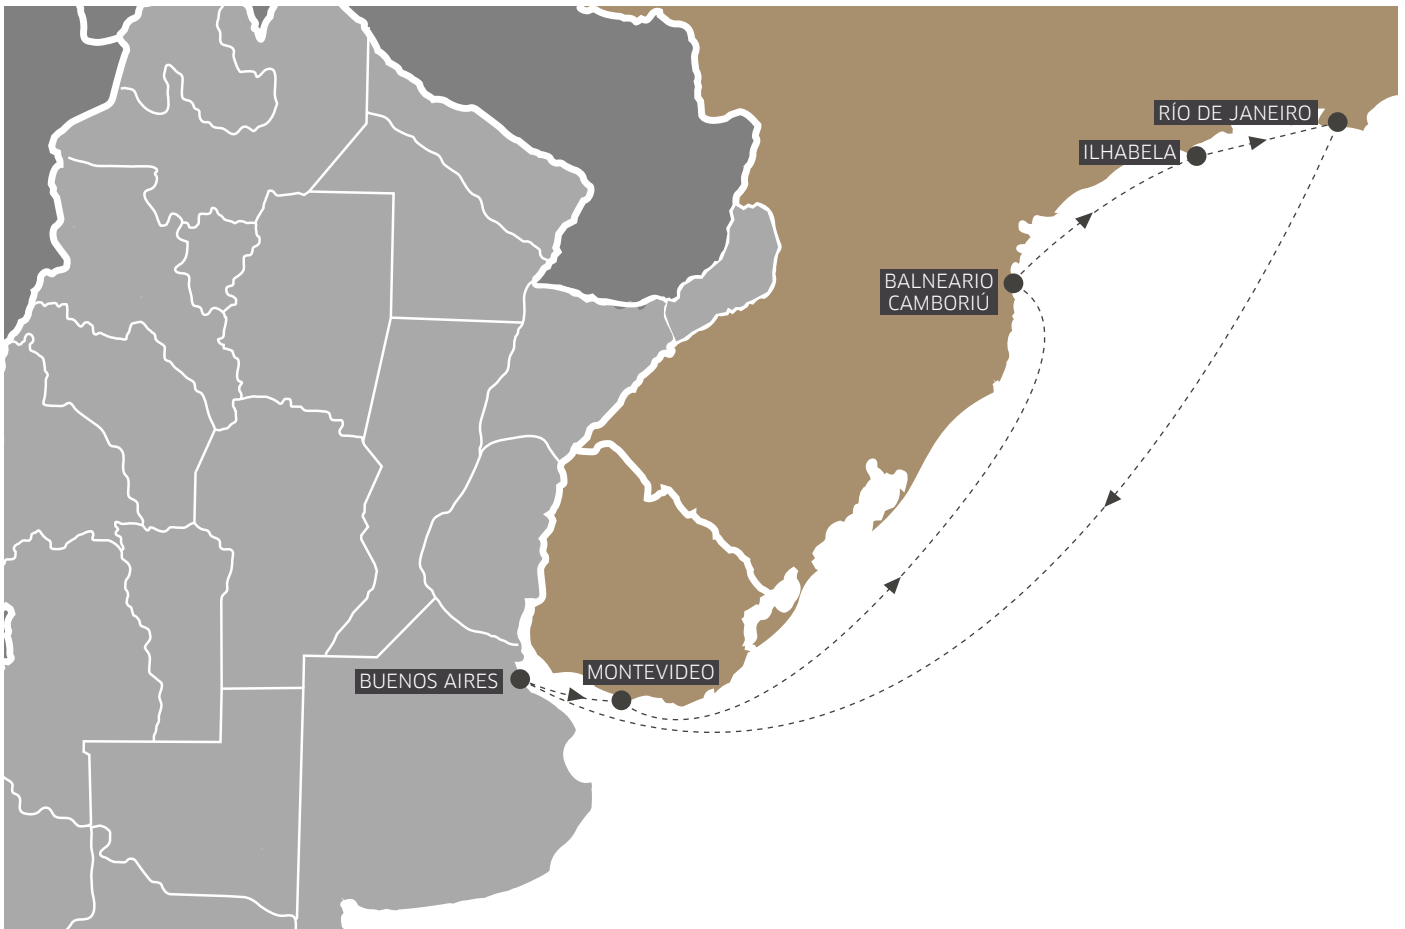 RÍO DE JANEIRO
ILHABELA
BALNEARIO
CAMBORIÚ
MONTEVIDEO
BUENOS AIRES